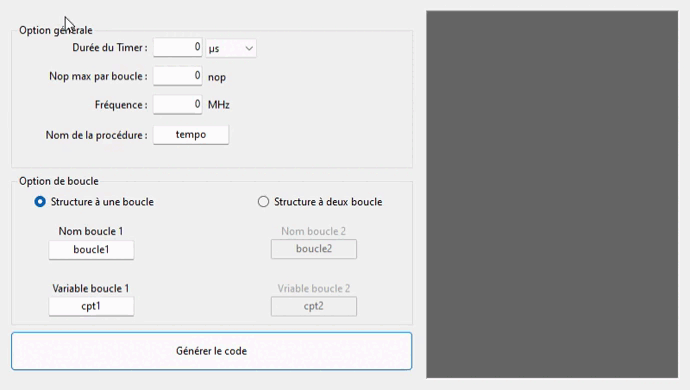 Option générale
Durée du Timer : 0 µs
Nop max par boucle : 0 nop
Fréquence : 0 MHz
Nom de la procédure : tempo
Option de boucle
Structure à une boucle Structure à deux boucle
Nom boucle 1 Nom boucle 2
boucle1 boucle2
Variable boucle 1 Vriable boucle 2
cpt1 cpt2
Générer le code